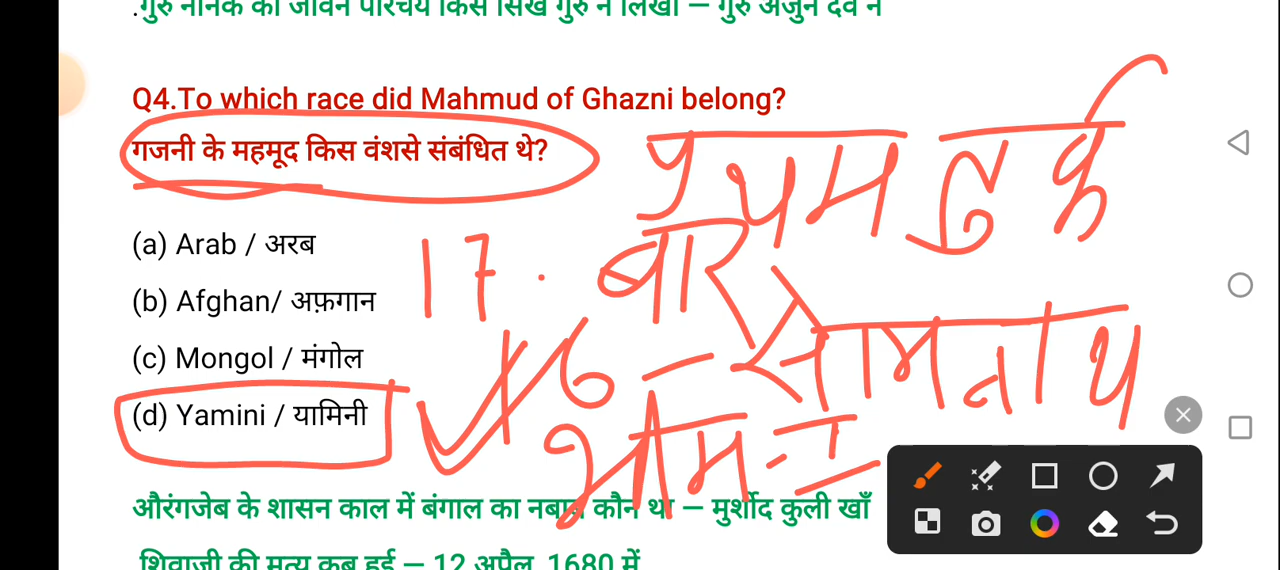 .गुरु नानक का जीवन परिचय किस सिख गुरु ने लिखा – गुरु अर्जुन देव ने
Q4.To which race did Mahmud of Ghazni belong?
गजनी के महमूद किस वंशसे संबंधित थे?
प्रथम तुर्क
(a) Arab / अरब
17 . बार
(b) Afghan/ अफ़गान
(c) Mongol / मंगोल
16 – सोमनाथ
(d) Yamini / यामिनी
भीम-I
औरंगजेब के शासन काल में बंगाल का नबाब कौन था – मुर्शीद कुली खाँ
शिवाजी की मृत्यु कब हुई – 12 अप्रैल, 1680 में